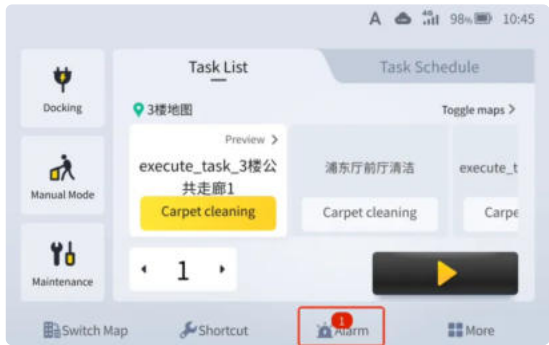 A 4G 98% 10:45
Task List
Task Schedule
Docking
3楼地图
Toggle maps >
Preview >
execute_task_3楼公
共走廊1
Carpet cleaning
浦东厅前厅清洁
Carpet cleaning
execute_t
Carpe
Manual Mode
1
Maintenance
Switch Map
Shortcut
1
Alarm
More